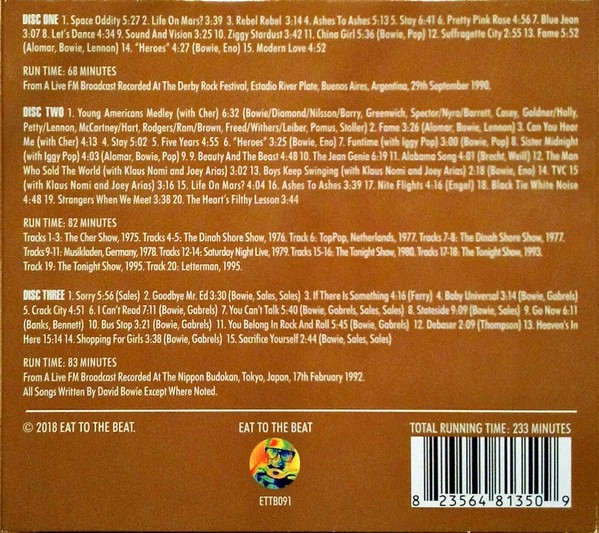 DISC ONE 1. Space Oddity 5:27 2. Life On Mars? 3:39 3. Rebel Rebel 3:14 4. Ashes To Ashes 5:13 5. Stay 6:41 6. Pretty Pink Rose 4:56 7. Blue Jean
3:07 8. Let's Dance 4:34 9. Sound And Vision 3:25 10. Ziggy Stardust 3:42 11. China Girl 5:36 (Bowie, Pop) 12. Suffragette City 2:55 13. Fame 5:52
(Alomar, Bowie, Lennon) 14. "Heroes" 4:27 (Bowie, Eno) 15. Modern Love 4:52
RUN TIME: 68 MINUTES
From A Live FM Broadcast Recorded At The Derby Rock Festival, Estadio River Plate, Buenos Aires, Argentina, 29th September 1990.
DISC TWO 1. Young Americans Medley (with Cher) 6:32 (Bowie/Diamond/Nilsson/Barry, Greenwich, Spector/Nyro/Barrett, Casey, Goldner/Holly,
Petty/Lennon, McCartney/Hart, Rodgers/Ram/Brown, Freed/Withers/Leiber, Pomus, Stoller) 2. Fame 3:26 (Alomar, Bowie, Lennon) 3. Can You Hear
Me (with Cher) 4:13 4. Stay 5:02 5. Five Years 4:55 6. "Heroes" 3:25 (Bowie, Eno) 7. Funtime (with Iggy Pop) 3:00 (Bowie, Pop) 8. Sister Midnight
(with Iggy Pop) 4:03 (Alomar, Bowie, Pop) 9. 9. Beauty And The Beast 4:48 10. The Jean Genie 6:19 11. Alabama Song 4:01 (Brecht, Weill) 12. The Man
Who Sold The World (with Klaus Nomi and Joey Arias) 3:02 13. Boys Keep Swinging (with Klaus Nomi and Joey Arias) 2:18 (Bowie, Eno) 14. TVC 15
(with Klaus Nomi and Joey Arias) 3:16 15. Life On Mars? 4:04 16. Ashes To Ashes 3:39 17. Nite Flights 4:16 (Engel) 18. Black Tie White Noise
4:48 19. Strangers When We Meet 3:38 20. The Heart's Filthy Lesson 3:44
RUN TIME: 82 MINUTES
Tracks 1-3: The Cher Show, 1975. Tracks 4-5: The Dinah Shore Show, 1976. Track 6: TopPop, Netherlands, 1977. Tracks 7-8: The Dinah Shore Show, 1977.
Tracks 9-11: Musikladen, Germany, 1978. Tracks 12-14: Saturday Night Live, 1979. Tracks 15-16: The Tonight Show, 1980. Tracks 17-18: The Tonight Show, 1993.
Track 19: The Tonight Show, 1995. Track 20: Letterman, 1995.
DISC THREE 1. Sorry 5:56 (Sales) 2. Goodbye Mr. Ed 3:30 (Bowie, Sales, Sales) 3. If There Is Something 4:16 (Ferry) 4. Baby Universal 3:14 (Bowie, Gabrels)
5. Crack City 4:51 6. I Can't Read 7:11 (Bowie, Gabrels) 7. You Can't Talk 5:40 (Bowie, Gabrels, Sales, Sales) 8. Stateside 9:09 (Bowie, Sales) 9. Go Now 6:11
(Banks, Bennett) 10. Bus Stop 3:21 (Bowie, Gabrels) 11. You Belong In Rock And Roll 5:45 (Bowie, Gabrels) 12. Debaser 2:09 (Thompson) 13. Heaven's In
Here 15:14 14. Shopping For Girls 3:38 (Bowie, Gabrels) 15. Sacrifice Yourself 2:44 (Bowie, Sales, Sales)
RUN TIME: 83 MINUTES
From A Live FM Broadcast Recorded At The Nippon Budokan, Tokyo, Japan, 17th February 1992.
All Songs Written By David Bowie Except Where Noted.
© 2018 EAT TO THE BEAT.
EAT TO THE BEAT
ETTB091
TOTAL RUNNING TIME: 233 MINUTES
8 23564 81350 9